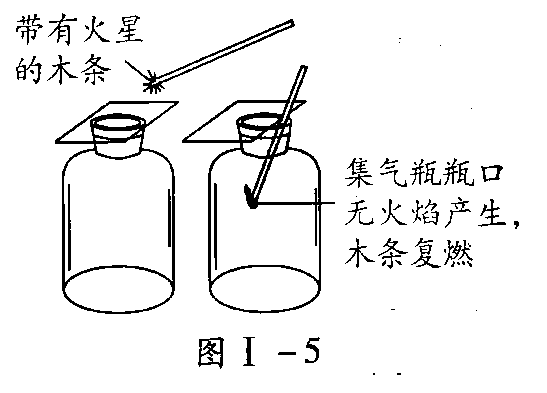 带有火星
的木条
集气瓶瓶口
无火焰产生，
木条复燃
图Ⅰ-5